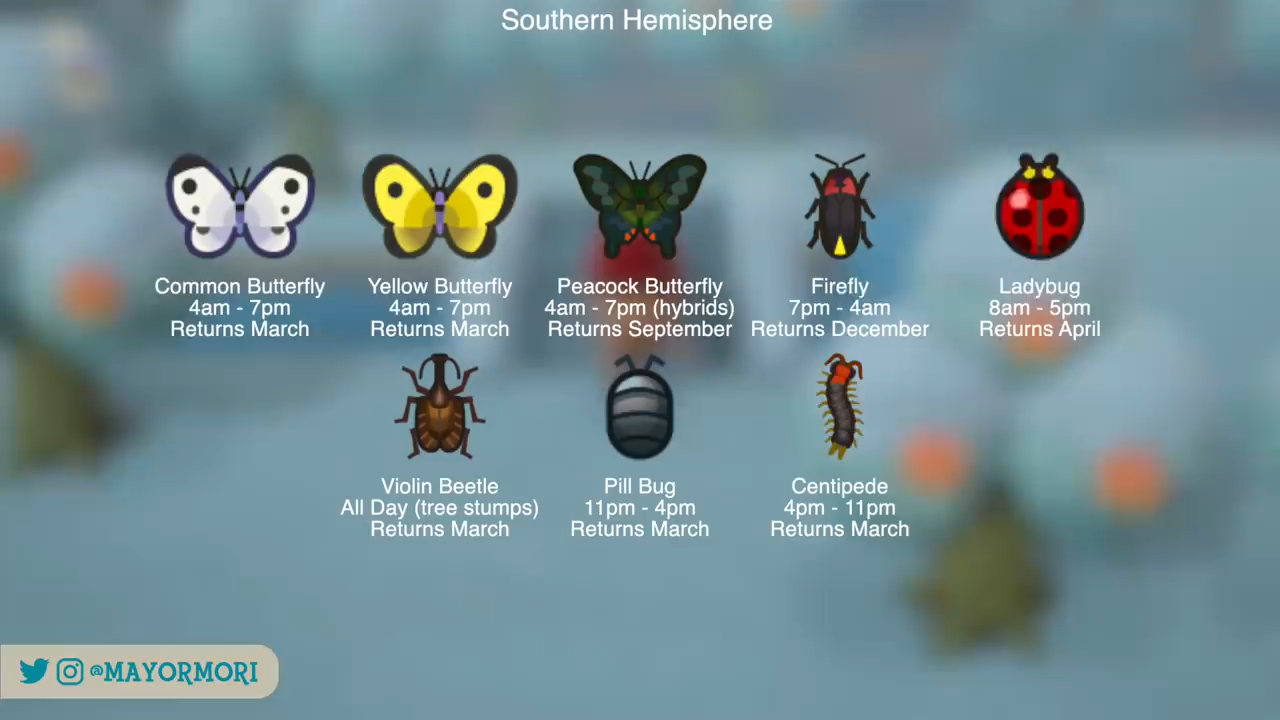 Southern Hemisphere
Common Butterfly
4am - 7pm
Returns March
Yellow Butterfly
4am - 7pm
Returns March
Peacock Butterfly
4am - 7pm (hybrids)
Returns September
Firefly
7pm - 4am
Returns December
Ladybug
8am - 5pm
Returns April
Violin Beetle
All Day (tree stumps)
Returns March
Pill Bug
11pm - 4pm
Returns March
Centipede
4pm - 11pm
Returns March
@MAYORMORI